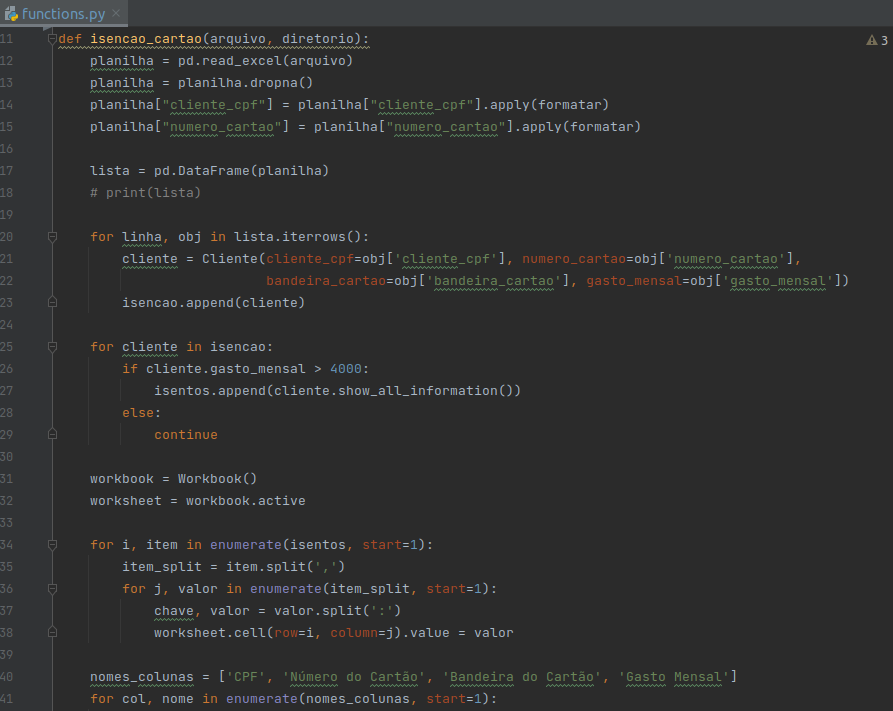 functions.py ×
11 def isencao_cartao(arquivo, diretorio):
3
12     planilha = pd.read_excel(arquivo)
13     planilha = planilha.dropna()
14     planilha["cliente_cpf"] = planilha["cliente_cpf"].apply(formatar)
15     planilha["numero_cartao"] = planilha["numero_cartao"].apply(formatar)
16
17     lista = pd.DataFrame(planilha)
18     # print(lista)
19
20     for linha, obj in lista.iterrows():
21         cliente = Cliente(cliente_cpf=obj['cliente_cpf'], numero_cartao=obj['numero_cartao'],
22                           bandeira_cartao=obj['bandeira_cartao'], gasto_mensal=obj['gasto_mensal'])
23         isencao.append(cliente)
24
25     for cliente in isencao:
26         if cliente.gasto_mensal > 4000:
27             isentos.append(cliente.show_all_information())
28         else:
29             continue
30
31     workbook = Workbook()
32     worksheet = workbook.active
33
34     for i, item in enumerate(isentos, start=1):
35         item_split = item.split(',')
36         for j, valor in enumerate(item_split, start=1):
37             chave, valor = valor.split(':')
38             worksheet.cell(row=i, column=j).value = valor
39
40     nomes_colunas = ['CPF', 'Número do Cartão', 'Bandeira do Cartão', 'Gasto Mensal']
41     for col, nome in enumerate(nomes_colunas, start=1):